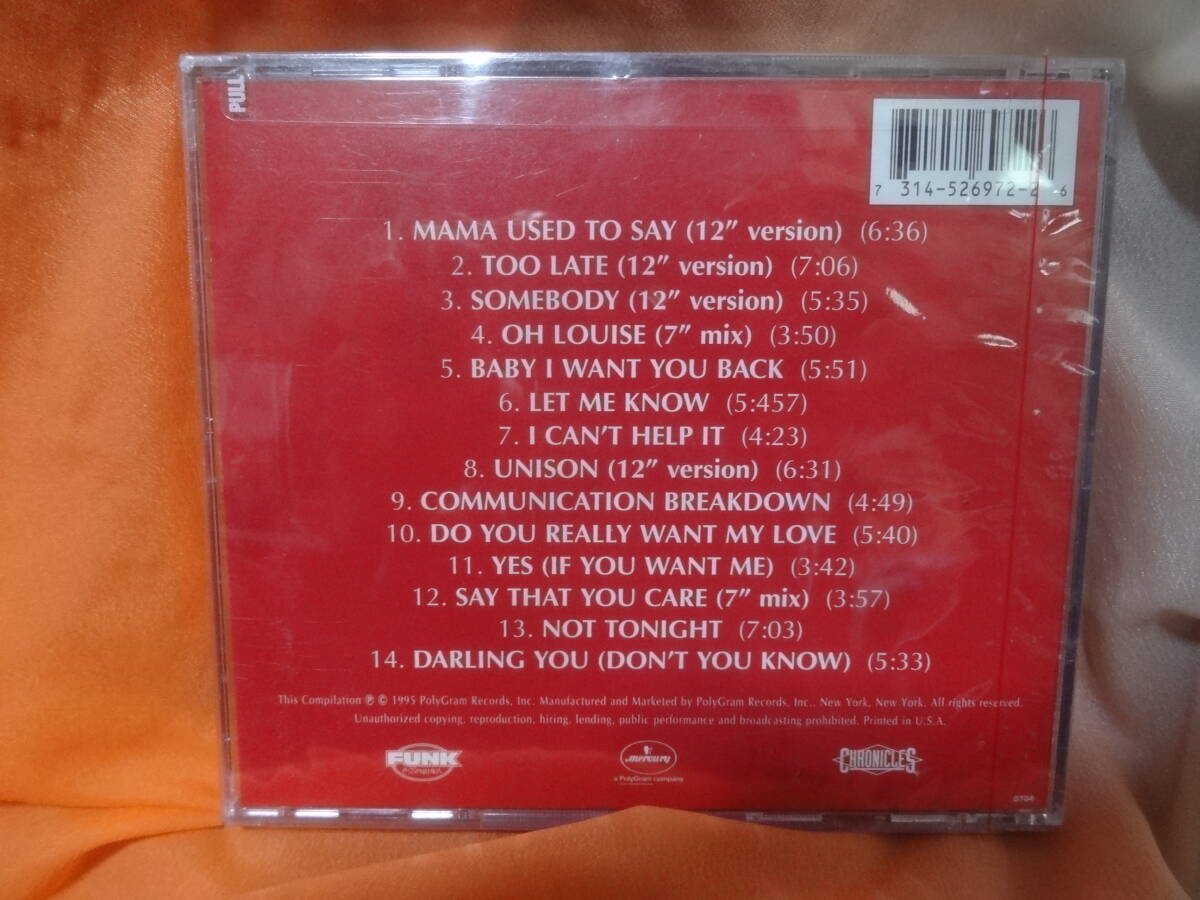 PULL
7 314-526972-2 -6
1. MAMA USED TO SAY (12" version) (6:36)
2. TOO LATE (12" version) (7:06)
3. SOMEBODY (12" version) (5:35)
4. OH LOUISE (7" mix) (3:50)
5. BABY I WANT YOU BACK (5:51)
6. LET ME KNOW (5:457)
7. I CAN'T HELP IT (4:23)
8. UNISON (12" version) (6:31)
9. COMMUNICATION BREAKDOWN (4:49)
10. DO YOU REALLY WANT MY LOVE (5:40)
11. YES (IF YOU WANT ME) (3:42)
12. SAY THAT YOU CARE (7" mix) (3:57)
13. NOT TONIGHT (7:03)
14. DARLING YOU (DON'T YOU KNOW) (5:33)
This Compilation ℗ © 1995 PolyGram Records, Inc. Manufactured and Marketed by PolyGram Records, Inc., New York, New York. All rights reserved.
Unauthorized copying, reproduction, hiring, lending, public performance and broadcasting prohibited. Printed in U.S.A.
FUNK
mercury
a PolyGram company
CHRONICLES
0704